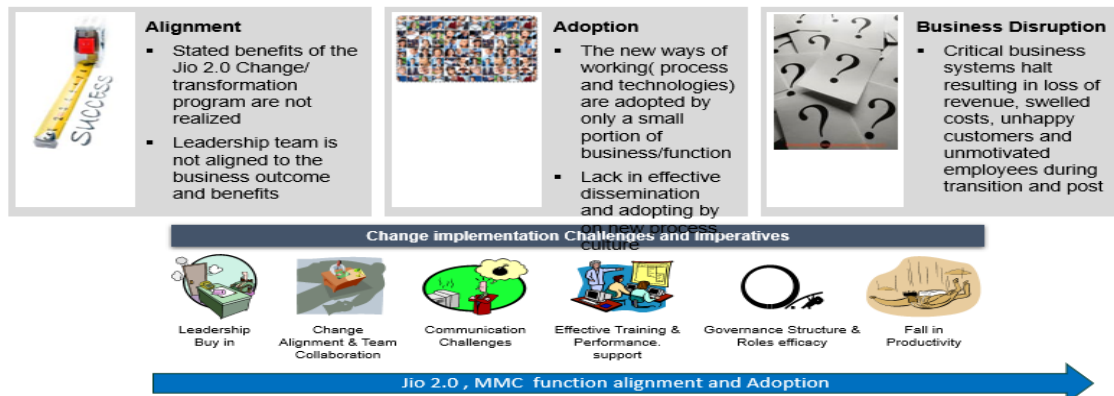 Alignment
▪ Stated benefits of the
Jio 2.0 Change/
transformation
program are not
realized
▪ Leadership team is
not aligned to the
business outcome
and benefits
SUCCESS
Adoption
▪ The new ways of
working( process
and technologies)
are adopted by
only a small
portion of
business/function
▪ Lack in effective
dissemination
and adopting by
on new process
culture
Business Disruption
▪ Critical business
systems halt
resulting in loss of
revenue, swelled
costs, unhappy
customers and
unmotivated
employees during
transition and post
? ? ? ? ? ?
Change implementation Challenges and Imperatives
Leadership
Buy in
Change
Alignment & Team
Collaboration
Communication
Challenges
Effective Training &
Performance.
support
Governance Structure &
Roles efficacy
Fall in
Productivity
Jio 2.0 , MMC function alignment and Adoption